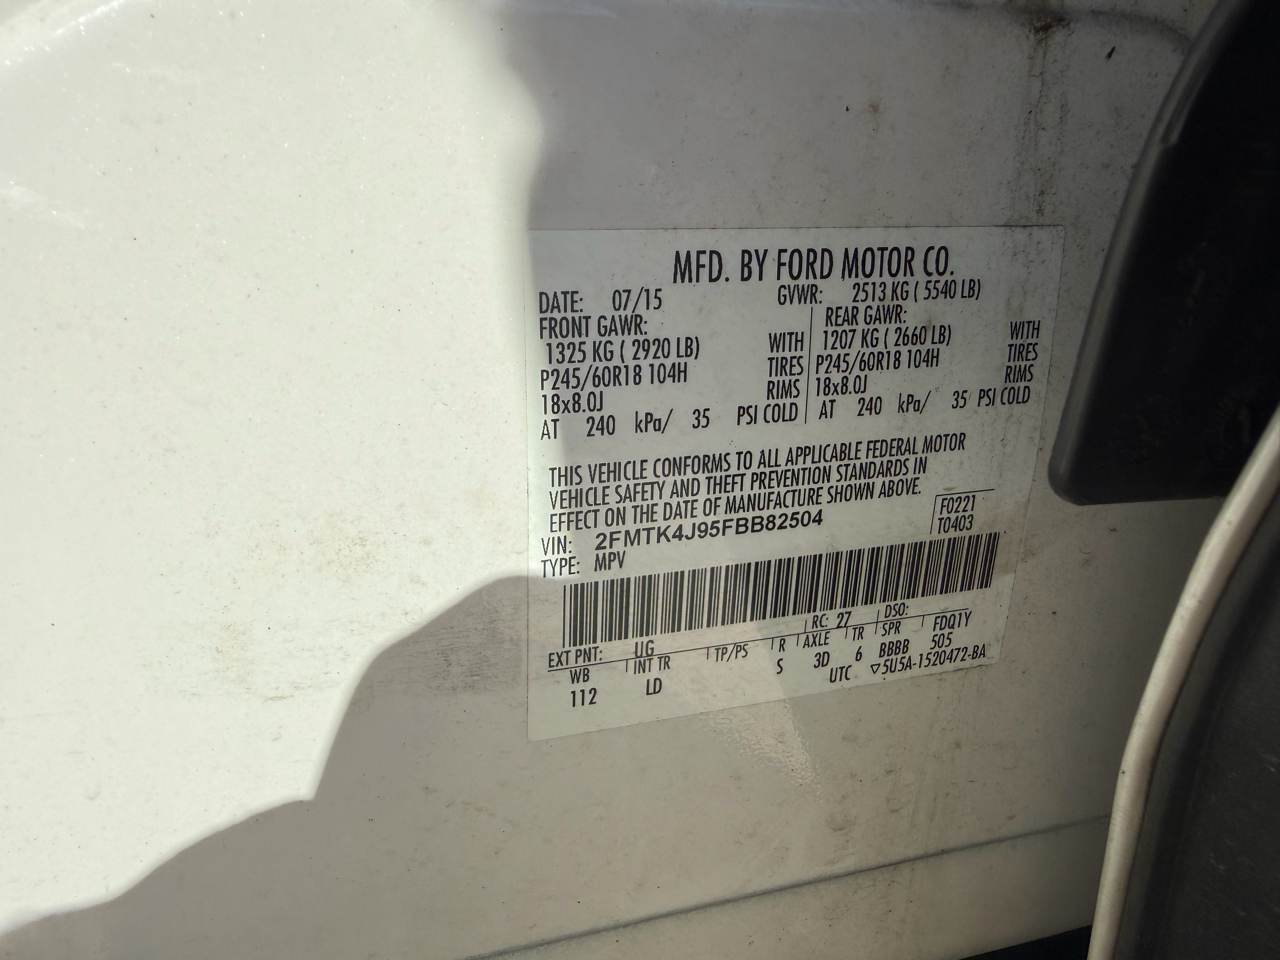 MFD. BY FORD MOTOR CO.
DATE: 07/15 GVWR: 2513 KG ( 5540 LB)
FRONT GAWR: REAR GAWR:
1325 KG ( 2920 LB) WITH 1207 KG ( 2660 LB) WITH
P245/60R18 104H TIRES P245/60R18 104H TIRES
18x8.0J RIMS 18x8.0J RIMS
AT 240 kPa/ 35 PSI COLD AT 240 kPa/ 35 PSI COLD
THIS VEHICLE CONFORMS TO ALL APPLICABLE FEDERAL MOTOR
VEHICLE SAFETY AND THEFT PREVENTION STANDARDS IN
EFFECT ON THE DATE OF MANUFACTURE SHOWN ABOVE.
VIN: 2FMTK4J95FBB82504 F0221
TYPE: MPV T0403
EXT PNT: UG RC: 27 DSO: FDQ1Y
WB INT TR TP/PS R AXLE TR SPR 505
112 LD S 3D 6 BBBB
UTC ▽5U5A-1520472-BA